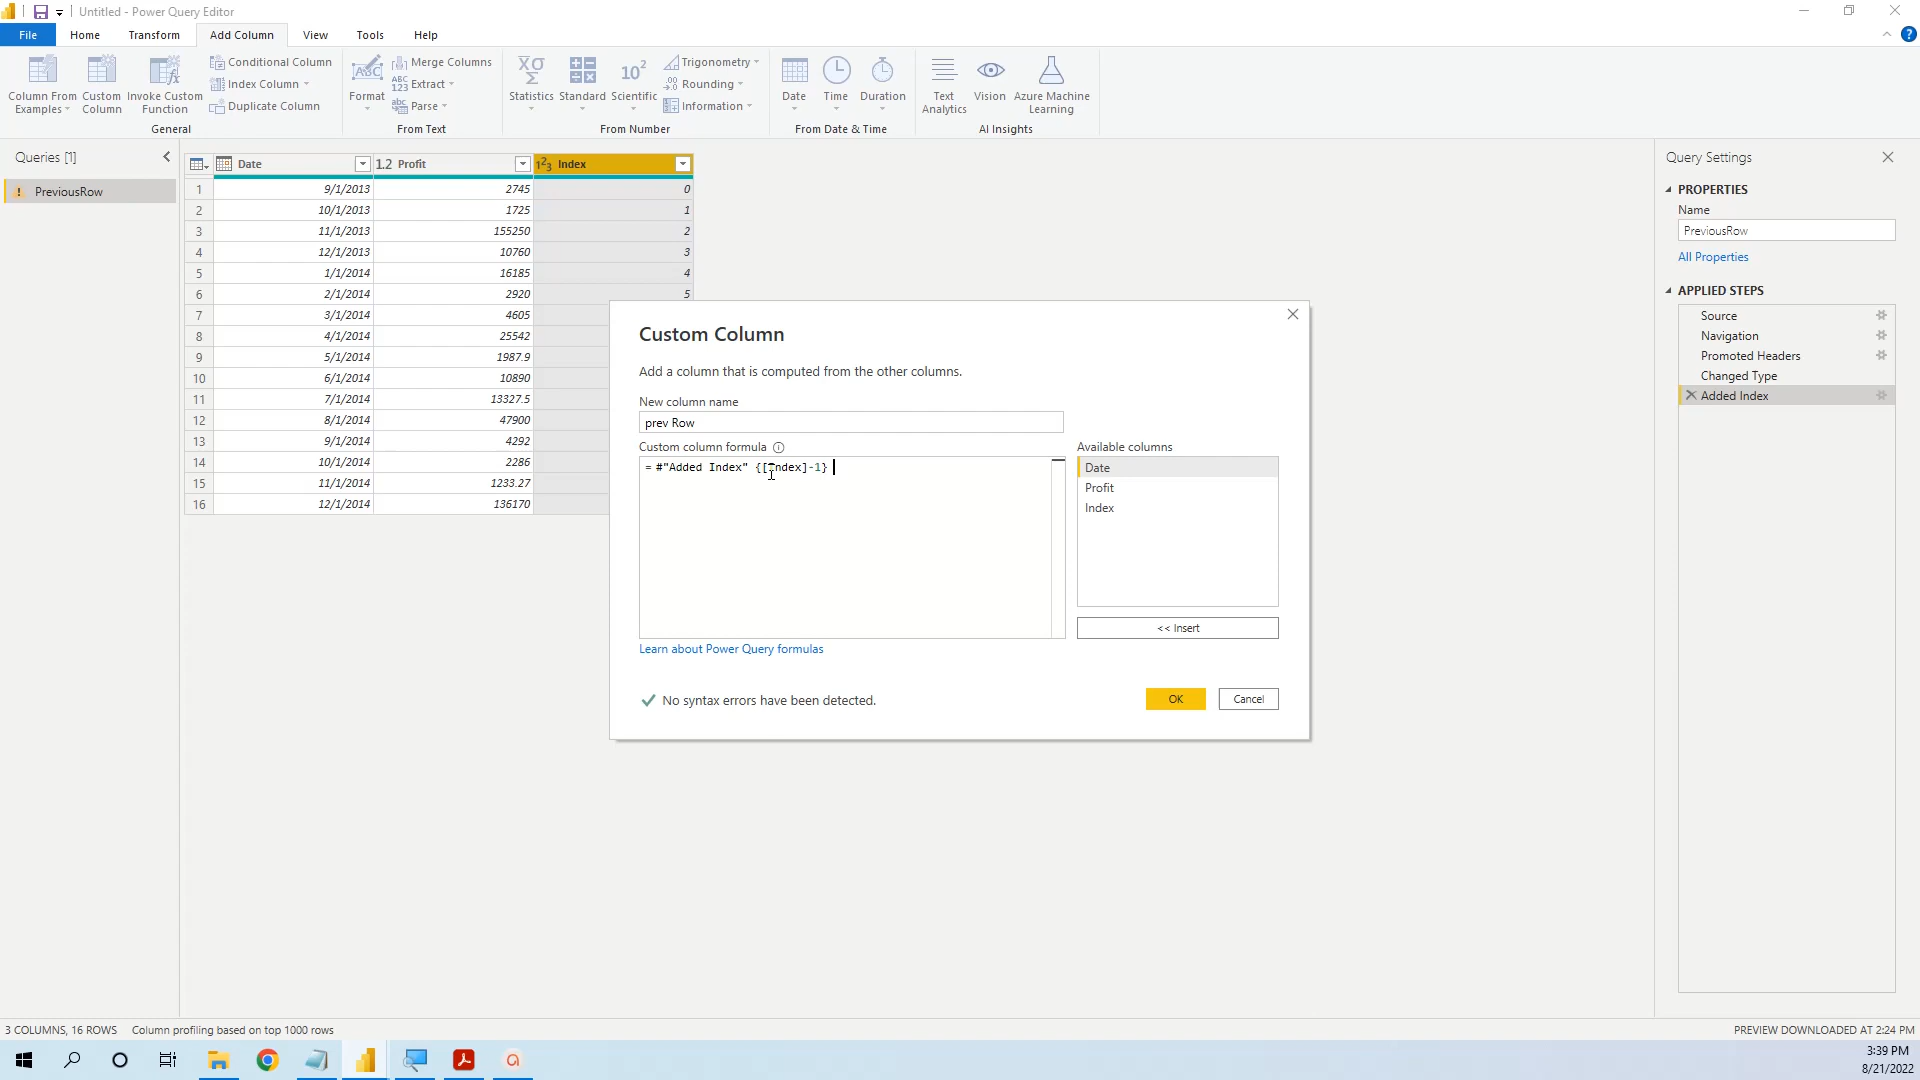 Untitled - Power Query Editor
File Home Transform Add Column View Tools Help
Column From Examples
Custom Column
Invoke Custom Function
Conditional Column
Index Column
Duplicate Column
General
Format
Merge Columns
Extract
Parse
From Text
Statistics
Standard
Scientific
Trigonometry
Rounding
Information
From Number
Date
Time
Duration
From Date & Time
Text Analytics
Vision
Azure Machine Learning
AI Insights
Queries [1]
PreviousRow
Date 1.2 Profit 123 Index
1 9/1/2013 2745 0
2 10/1/2013 1725 1
3 11/1/2013 155250 2
4 12/1/2013 10760 3
5 1/1/2014 16185 4
6 2/1/2014 2920 5
7 3/1/2014 4605
8 4/1/2014 25542
9 5/1/2014 1987.9
10 6/1/2014 10890
11 7/1/2014 13327.5
12 8/1/2014 47900
13 9/1/2014 4292
14 10/1/2014 2286
15 11/1/2014 1233.27
16 12/1/2014 136170
Custom Column
Add a column that is computed from the other columns.
New column name
prev Row
Custom column formula
= #"Added Index" {[Index]-1}
Available columns
Date
Profit
Index
<< Insert
Learn about Power Query formulas
No syntax errors have been detected.
OK
Cancel
Query Settings
PROPERTIES
Name
PreviousRow
All Properties
APPLIED STEPS
Source
Navigation
Promoted Headers
Changed Type
Added Index
3 COLUMNS, 16 ROWS Column profiling based on top 1000 rows
PREVIEW DOWNLOADED AT 2:24 PM
3:39 PM
8/21/2022